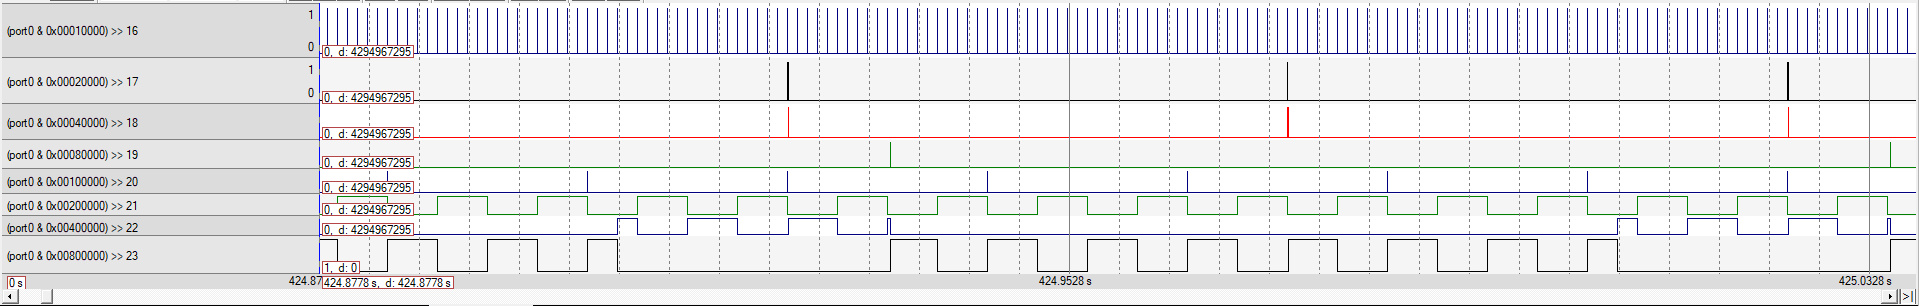 (port0 & 0x00010000) >> 16
1
0
0, d: 4294967295
(port0 & 0x00020000) >> 17
1
0
0, d: 4294967295
(port0 & 0x00040000) >> 18
0, d: 4294967295
(port0 & 0x00080000) >> 19
0, d: 4294967295
(port0 & 0x00100000) >> 20
0, d: 4294967295
(port0 & 0x00200000) >> 21
0, d: 4294967295
(port0 & 0x00400000) >> 22
0, d: 4294967295
(port0 & 0x00800000) >> 23
1, d: 0
0 s
424.87
424.8778 s, d: 424.8778 s
424.9528 s
425.0328 s
>|